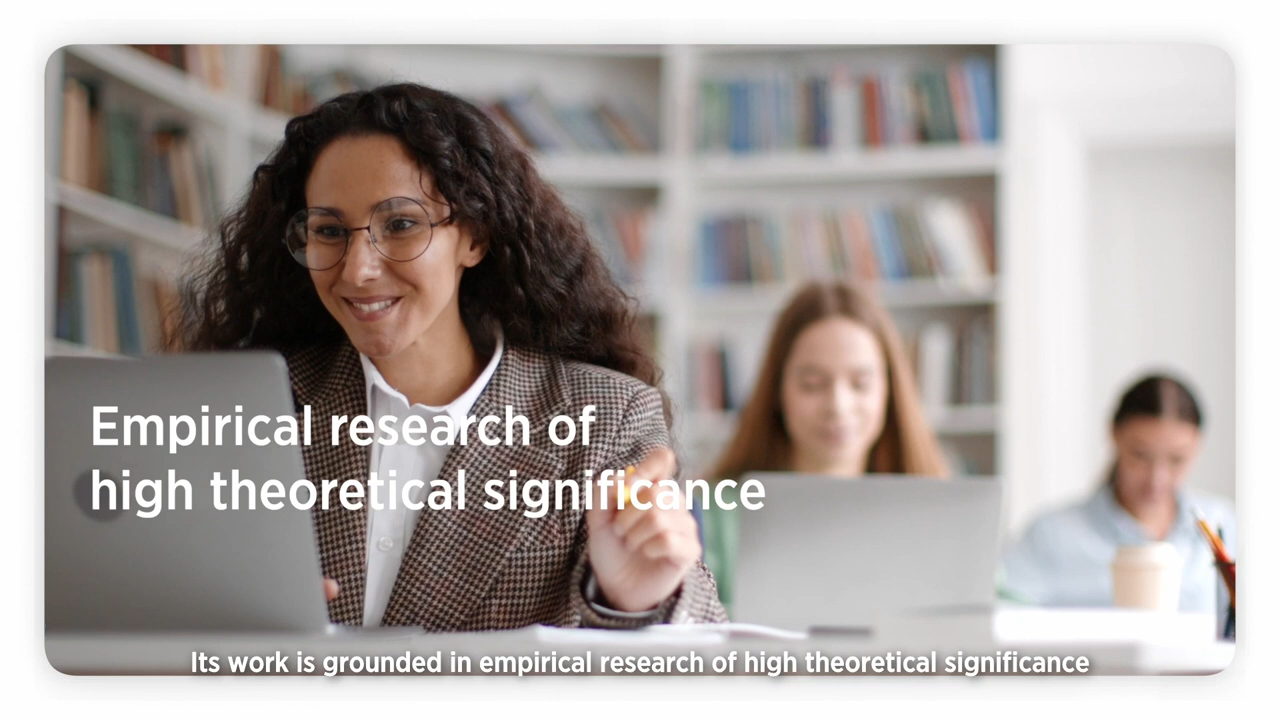 Empirical research of
high theoretical significance
Its work is grounded in empirical research of high theoretical significance